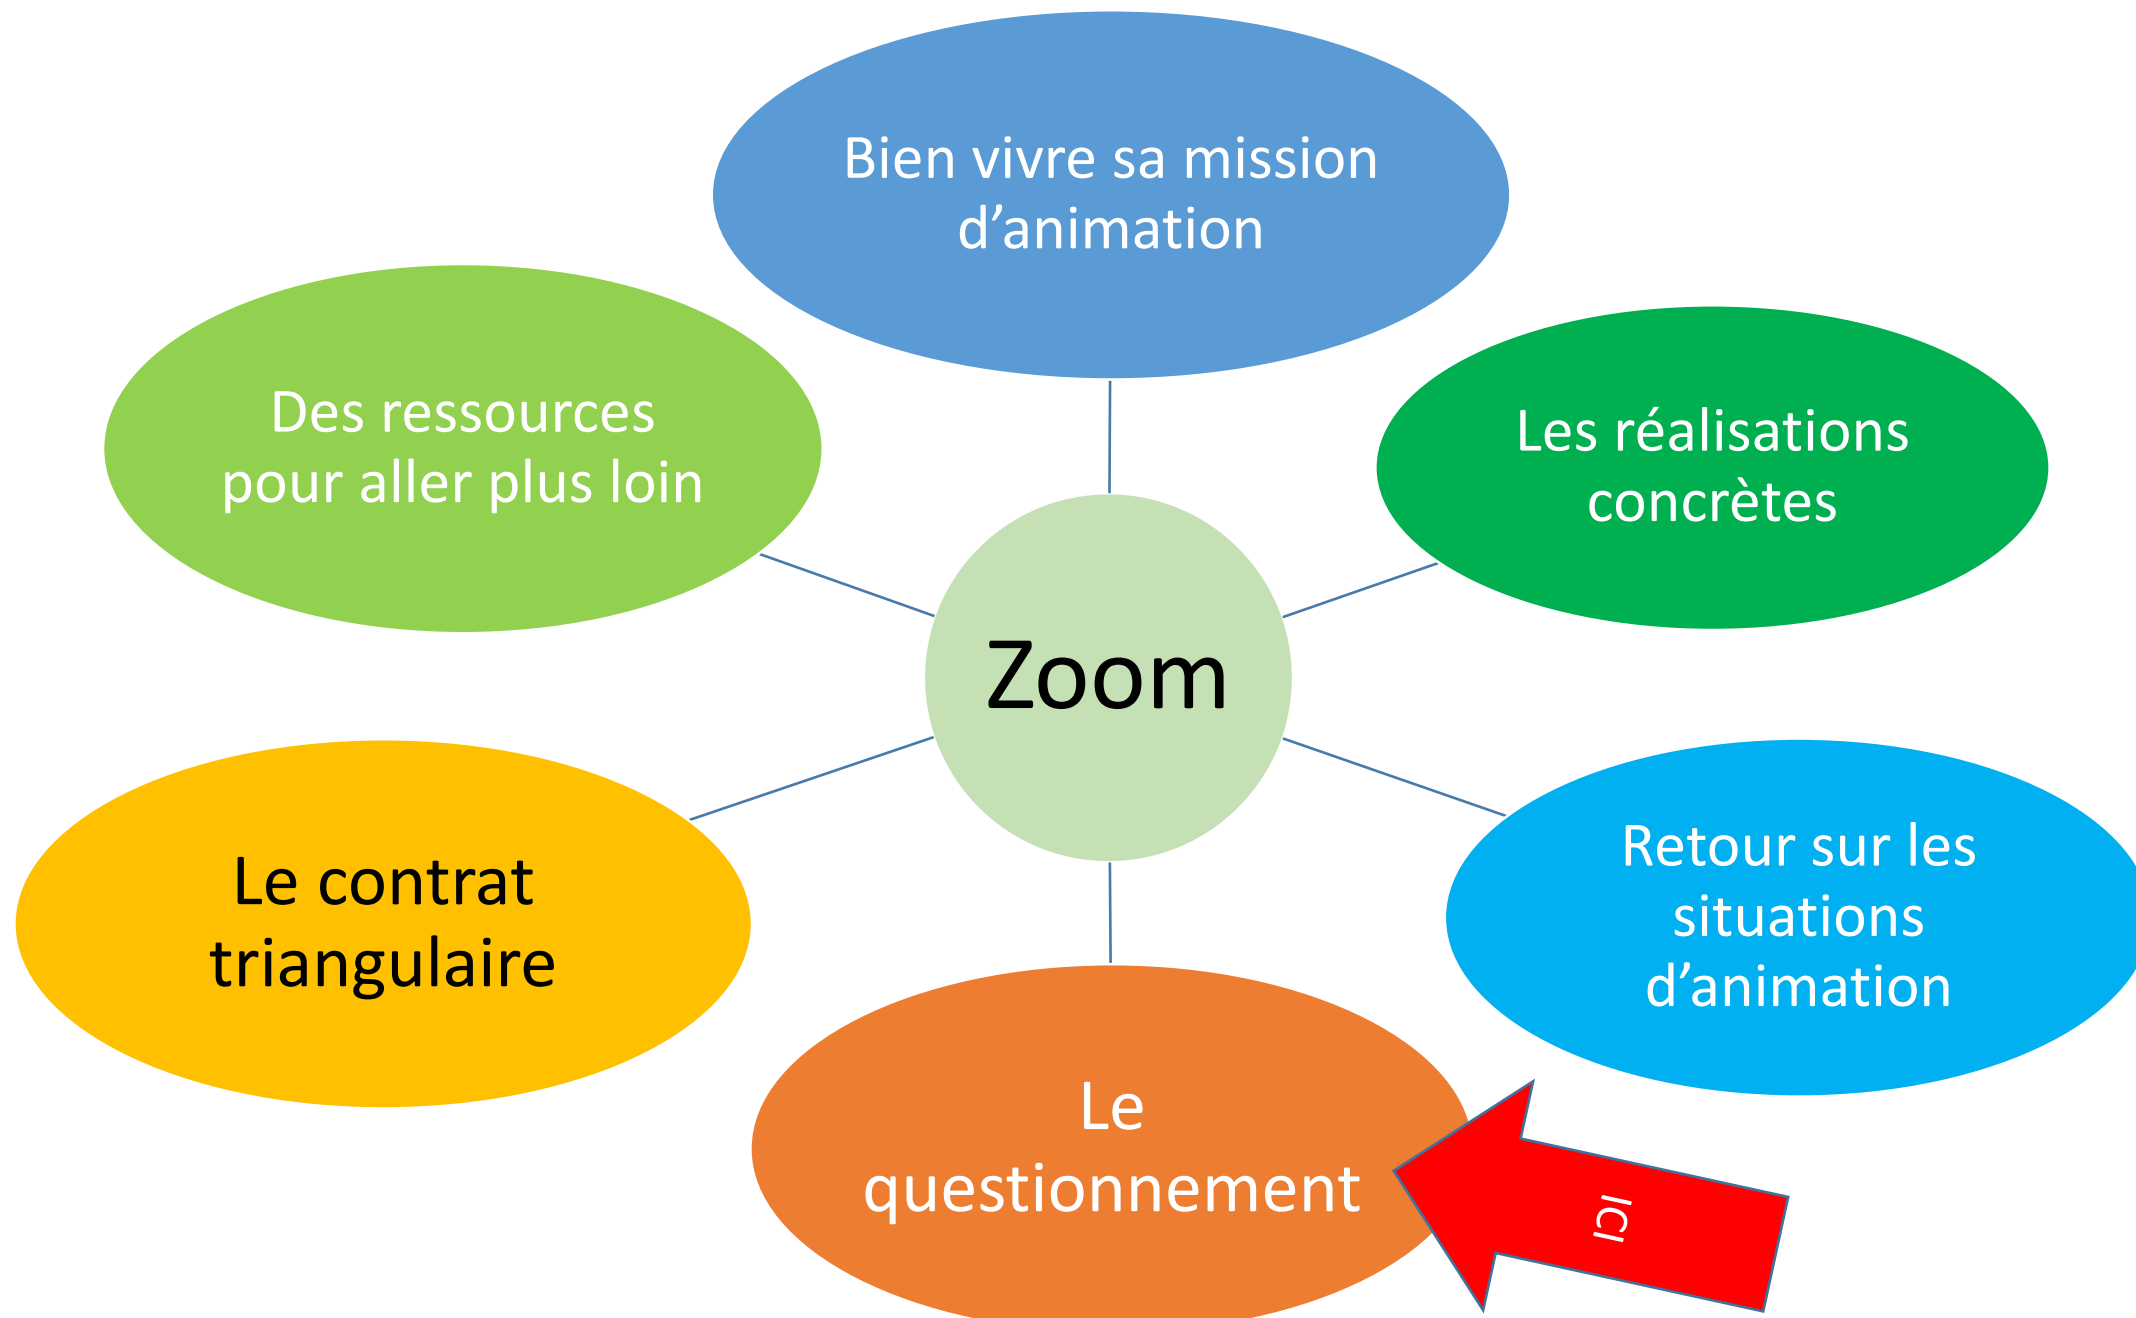 Bien vivre sa mission
d’animation
Des ressources
pour aller plus loin
Les réalisations
concrètes
Zoom
Le contrat
triangulaire
Retour sur les
situations
d’animation
Le
questionnement
ICI